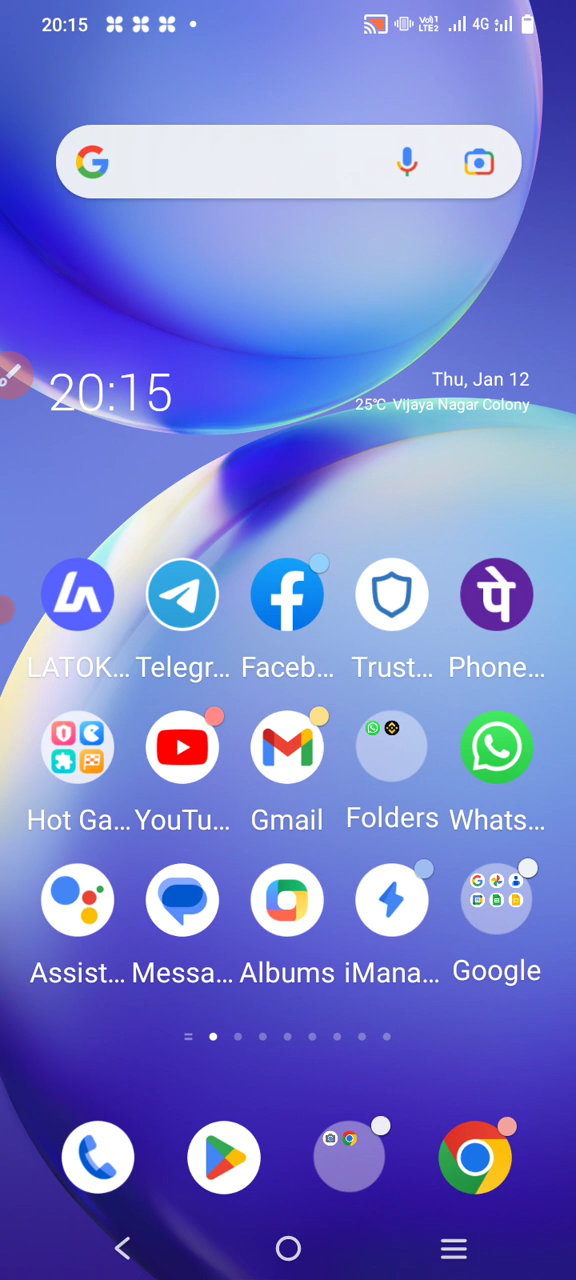 20:15
4G
20:15
Thu, Jan 12
25℃ Vijaya Nagar Colony
LATOK... Telegr... Faceb... Trust... Phone...
Hot Ga... YouTu... Gmail Folders Whats...
Assist... Messa... Albums iMana... Google